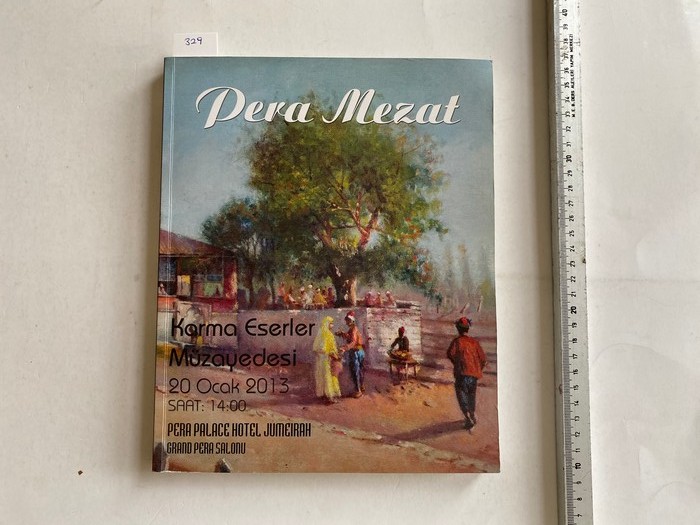 329
Pera Mezat
Karma Eserler
Müzayedesi
20 Ocak 2013
SAAT: 14:00
PERA PALACE HOTEL JUMEIRAH
GRAND PERA SALONU